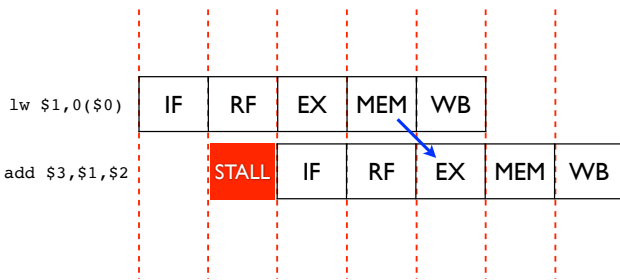 lw $1,0($0) IF RF EX MEM WB
add $3,$1,$2 STALL IF RF EX MEM WB